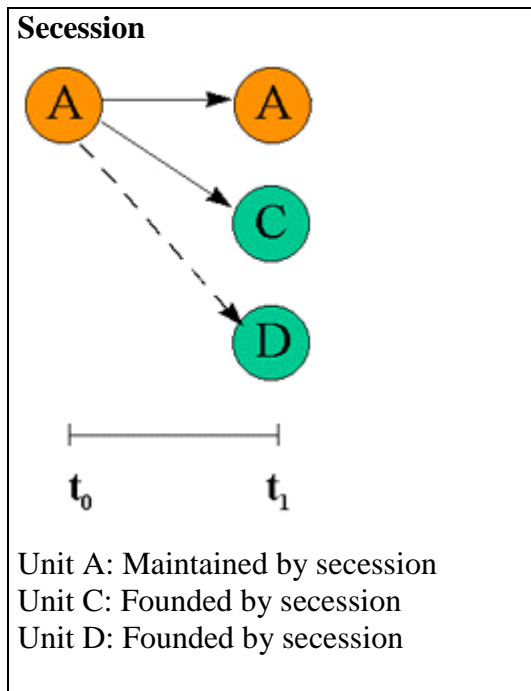 Secession
A A
C
D
t0 t1
Unit A: Maintained by secession
Unit C: Founded by secession
Unit D: Founded by secession